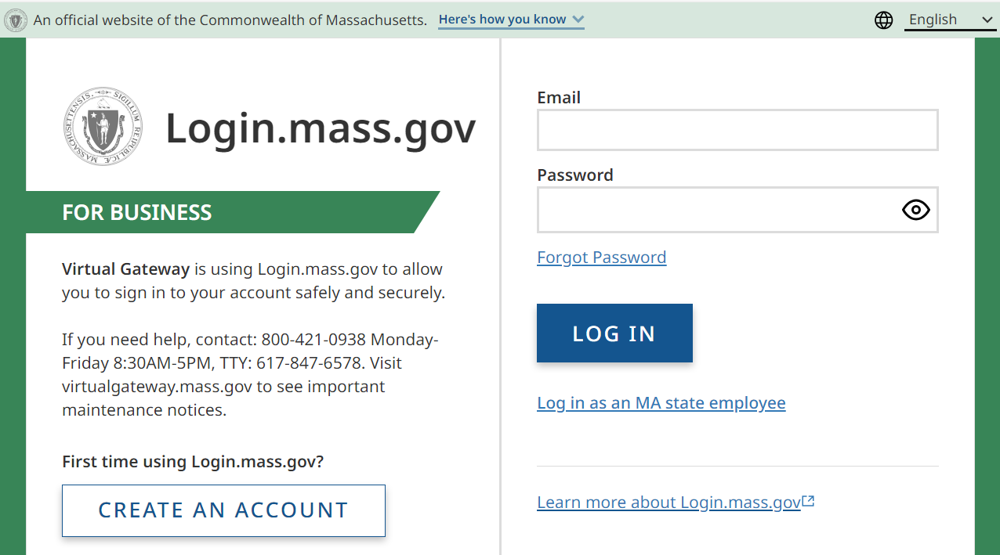 An official website of the Commonwealth of Massachusetts. Here's how you know
English
Login.mass.gov
FOR BUSINESS
Virtual Gateway is using Login.mass.gov to allow
you to sign in to your account safely and securely.
If you need help, contact: 800-421-0938 Monday-
Friday 8:30AM-5PM, TTY: 617-847-6578. Visit
virtualgateway.mass.gov to see important
maintenance notices.
First time using Login.mass.gov?
CREATE AN ACCOUNT
Email
Password
Forgot Password
LOG IN
Log in as an MA state employee
Learn more about Login.mass.gov